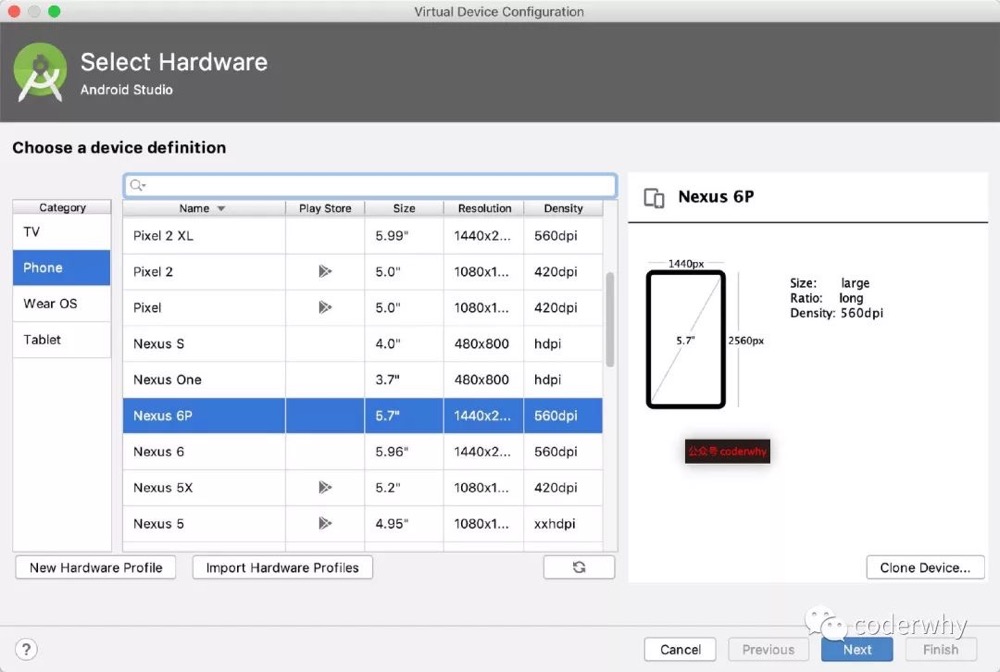 Virtual Device Configuration
Select Hardware
Android Studio
Choose a device definition
Category
TV
Phone
Wear OS
Tablet
Name Play Store Size Resolution Density
Pixel 2 XL 5.99" 1440x2... 560dpi
Pixel 2 5.0" 1080x1... 420dpi
Pixel 5.0" 1080x1... 420dpi
Nexus S 4.0" 480x800 hdpi
Nexus One 3.7" 480x800 hdpi
Nexus 6P 5.7" 1440x2... 560dpi
Nexus 6 5.96" 1440x2... 560dpi
Nexus 5X 5.2" 1080x1... 420dpi
Nexus 5 4.95" 1080x1... xxhdpi
Nexus 6P
1440px
5.7"
2560px
Size: large
Ratio: long
Density: 560dpi
公众号 coderwhy
New Hardware Profile
Import Hardware Profiles
Clone Device...
coderwhy
?
Cancel
Previous
Next
Finish